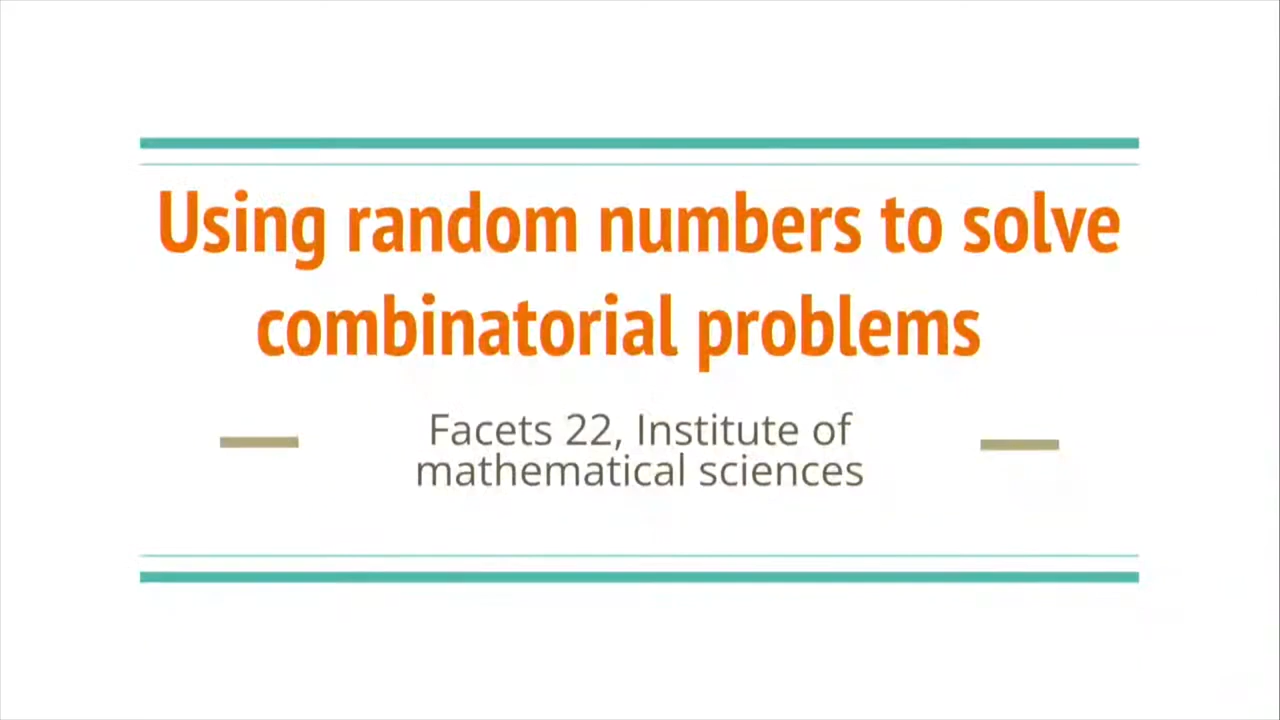 Using random numbers to solve
combinatorial problems
Facets 22, Institute of
mathematical sciences